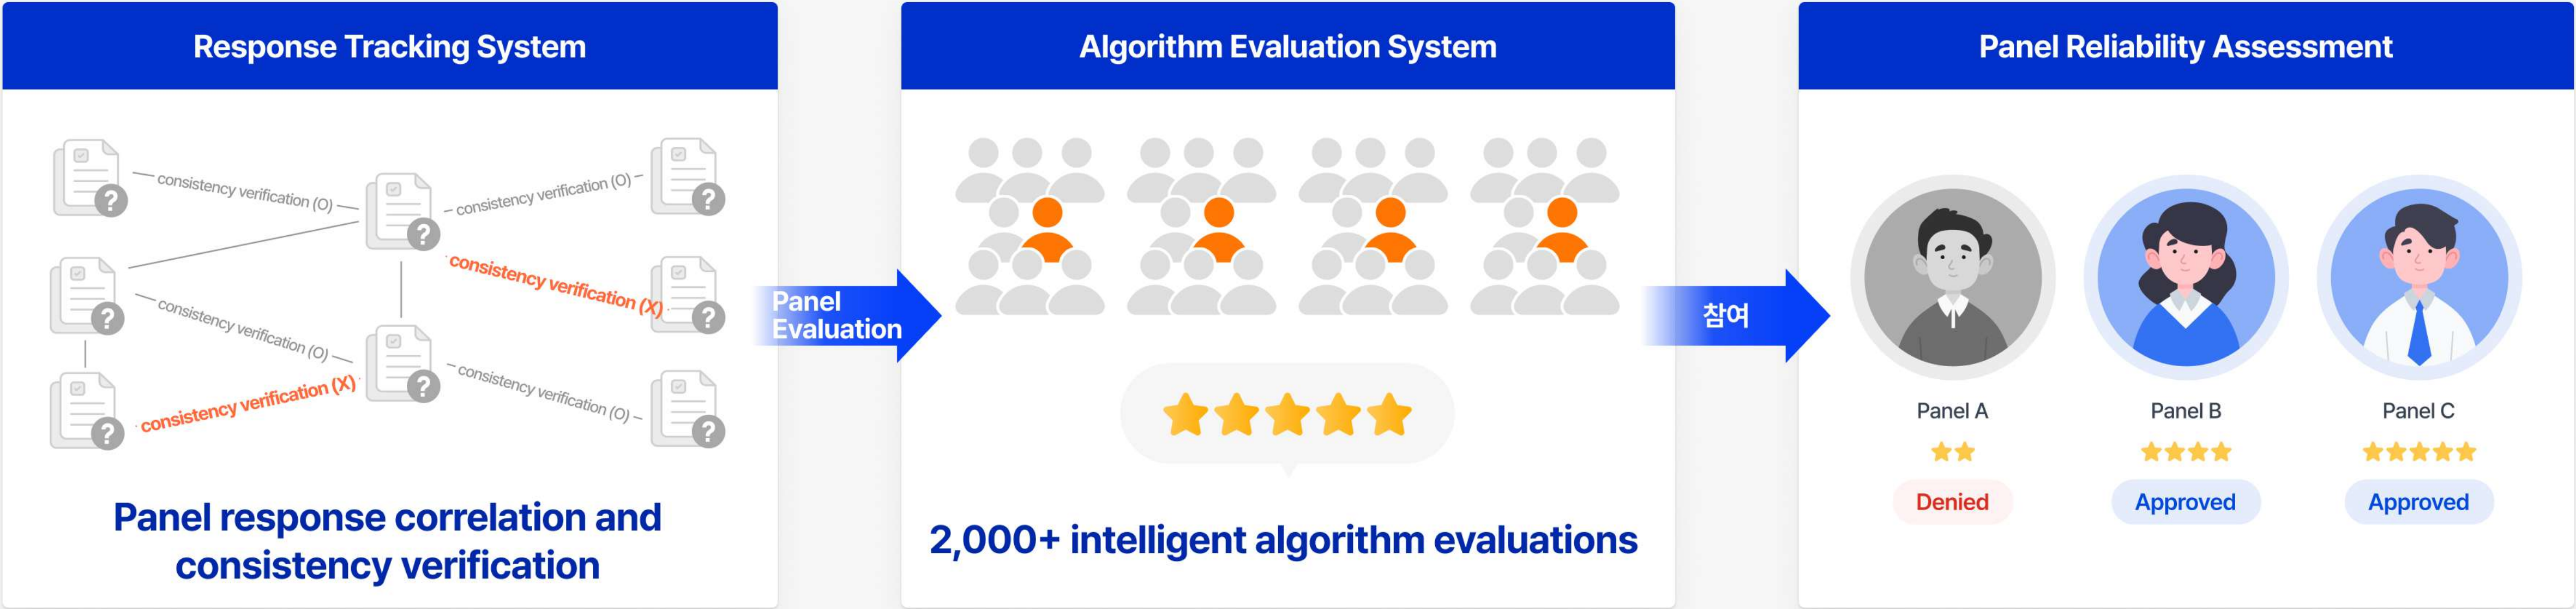 Response Tracking System
consistency verification (O)
consistency verification (O)
consistency verification (X)
consistency verification (O)
consistency verification (X)
consistency verification (O)
? ? ? ? ? ? ? ?
Panel response correlation and
consistency verification
Panel
Evaluation
Algorithm Evaluation System
2,000+ intelligent algorithm evaluations
참여
Panel Reliability Assessment
Panel A
Denied
Panel B
Approved
Panel C
Approved